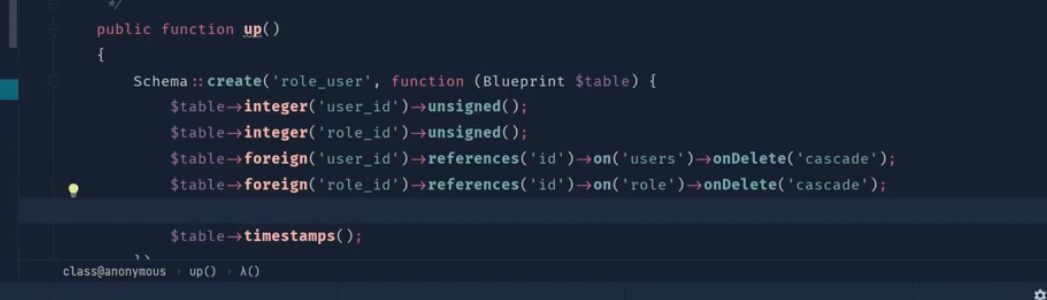 */
public function up()
{
Schema::create('role_user', function (Blueprint $table) {
$table→integer('user_id')→unsigned();
$table→integer('role_id')→unsigned();
$table→foreign('user_id')→references('id')→on('users')→onDelete('cascade');
$table→foreign('role_id')→references('id')→on('role')→onDelete('cascade');
$table→timestamps();
class@anonymous › up() › λ()